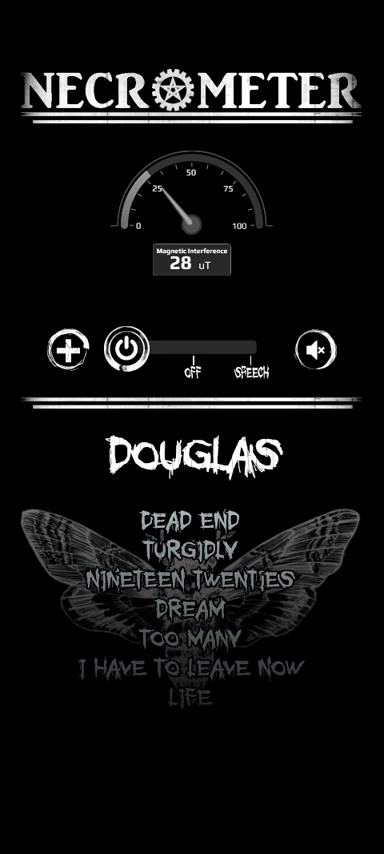 NECROMETER
50
25 75
0 100
Magnetic Interference
28 uT
OFF SPEECH
DOUGLAS
DEAD END
TURGIDLY
NINETEEN TWENTIES
DREAM
TOO MANY
I HAVE TO LEAVE NOW
LIFE